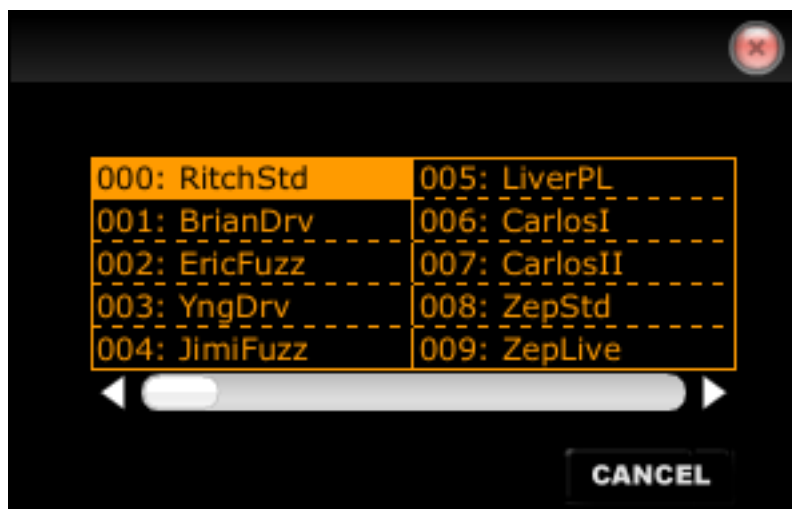 000: RitchStd
001: BrianDrv
002: EricFuzz
003: YngDrv
004: JimiFuzz
005: LiverPL
006: CarlosI
007: CarlosII
008: ZepStd
009: ZepLive
CANCEL